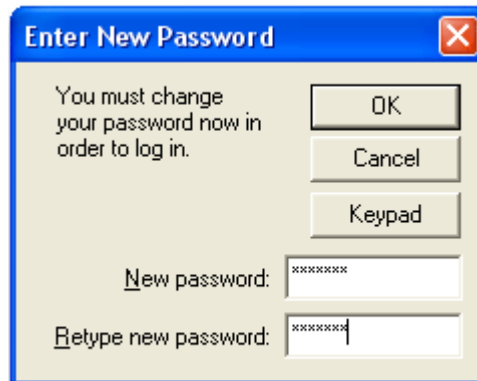 Enter New Password
You must change
your password now in
order to log in.
OK
Cancel
Keypad
New password: *******
Retype new password: *******